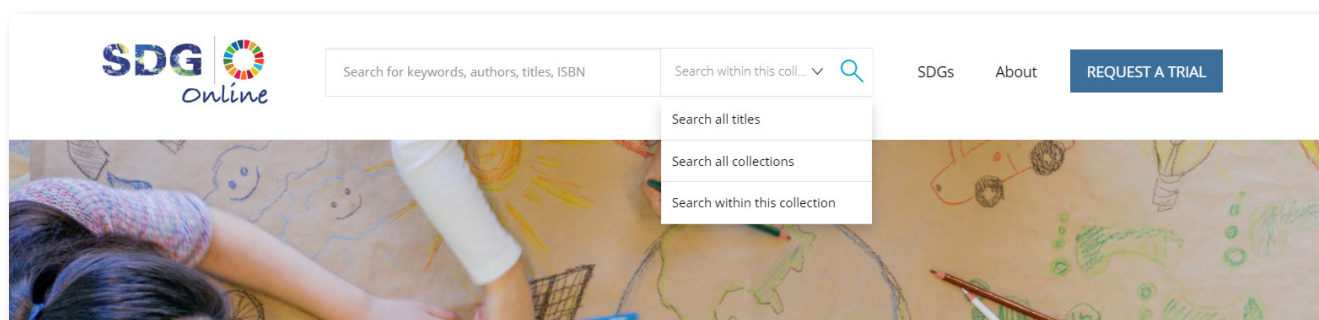 SDG
Online
Search for keywords, authors, titles, ISBN
Search within this coll...
SDGs
About
REQUEST A TRIAL
Search all titles
Search all collections
Search within this collection